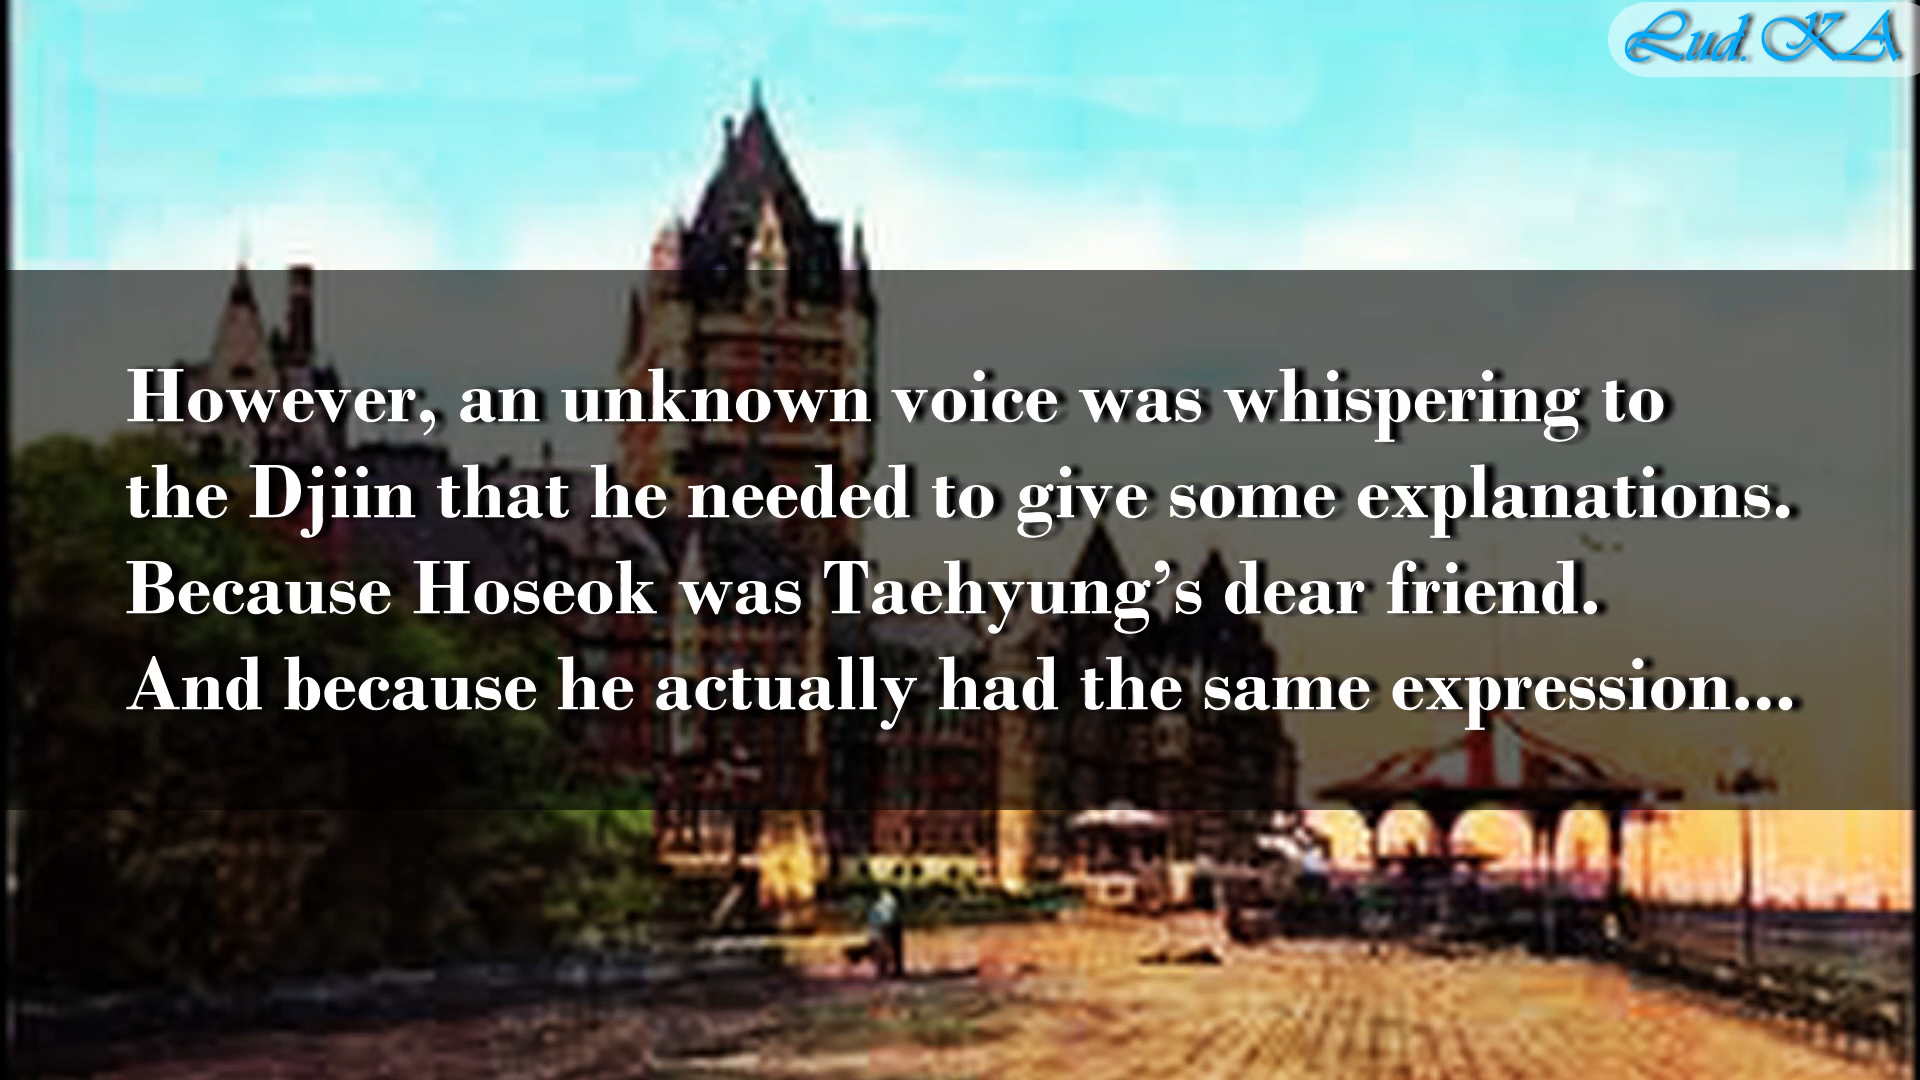 Lud. KA
However, an unknown voice was whispering to
the Djiin that he needed to give some explanations.
Because Hoseok was Taehyung’s dear friend.
And because he actually had the same expression...